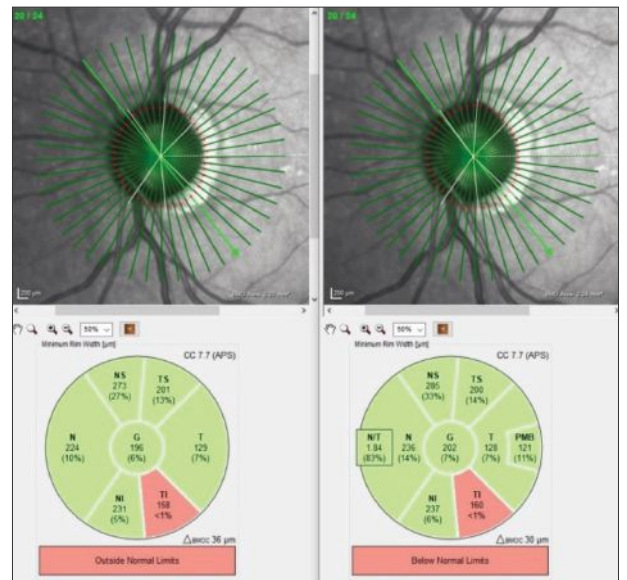 20 / 24
200 µm
50%
Minimum Rim Width [µm]
CC 7.7 (APS)
NS
273
(27%)
TS
201
(13%)
N
224
(10%)
G
196
(6%)
T
129
(7%)
NI
231
(5%)
TI
158
<1%
36 µm
Outside Normal Limits
20 / 24
200 µm
50%
Minimum Rim Width [µm]
CC 7.7 (APS)
NS
285
(33%)
TS
200
(14%)
N/T
1.84
(83%)
N
236
(14%)
G
202
(7%)
T
128
(7%)
PMB
121
(11%)
NI
237
(6%)
TI
160
<1%
30 µm
Below Normal Limits